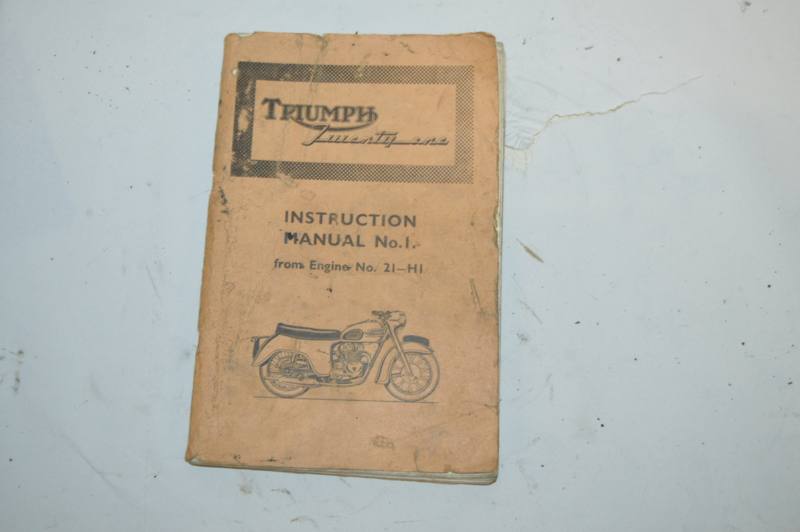 TRIUMPH
Twenty one
INSTRUCTION
MANUAL No.1.
from Engine No. 21-H1